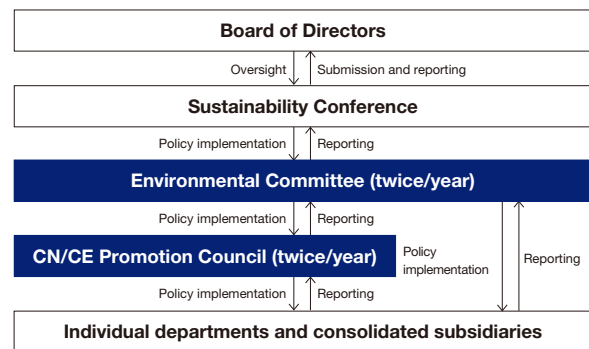 Board of Directors
Oversight
Submission and reporting
Sustainability Conference
Policy implementation
Reporting
Environmental Committee (twice/year)
Policy implementation
Reporting
CN/CE Promotion Council (twice/year)
Policy
implementation
Reporting
Policy implementation
Reporting
Individual departments and consolidated subsidiaries